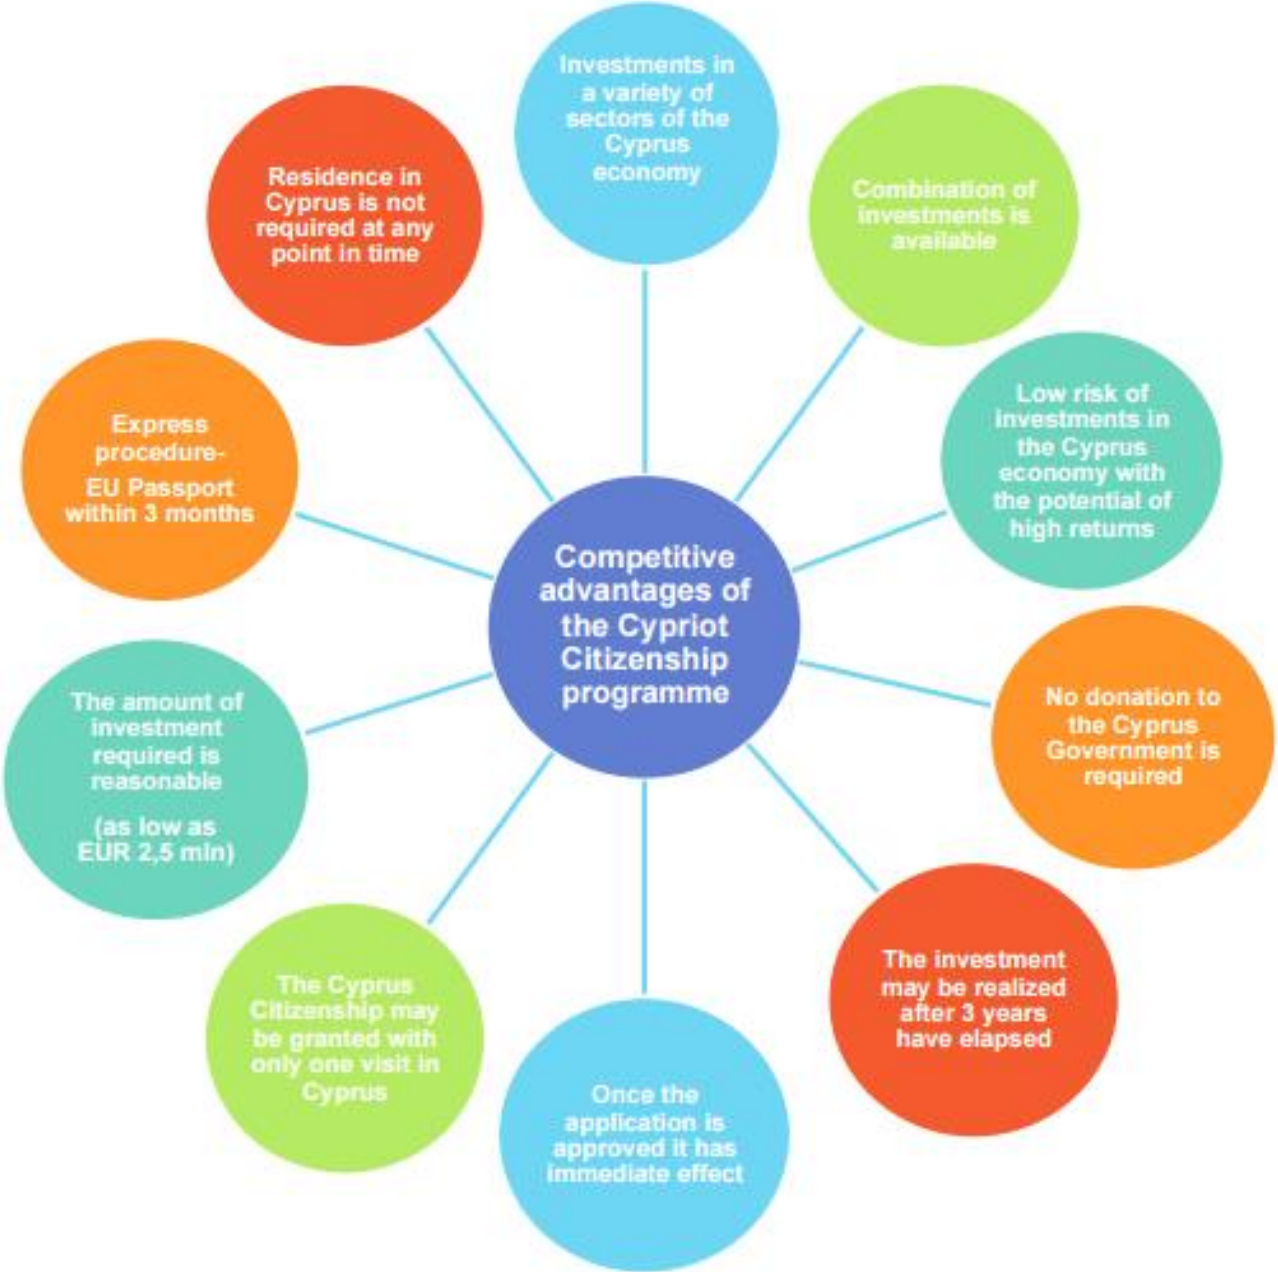 Investments in
a variety of
sectors of the
Cyprus
economy
Combination of
investments is
available
Low risk of
investments in
the Cyprus
economy with
the potential of
high returns
No donation to
the Cyprus
Government is
required
The investment
may be realized
after 3 years
have elapsed
Once the
application is
approved it has
immediate effect
The Cyprus
Citizenship may
be granted with
only one visit in
Cyprus
The amount of
investment
required is
reasonable
(as low as
EUR 2,5 mln)
Express
procedure-
EU Passport
within 3 months
Residence in
Cyprus is not
required at any
point in time
Competitive
advantages of
the Cypriot
Citizenship
programme